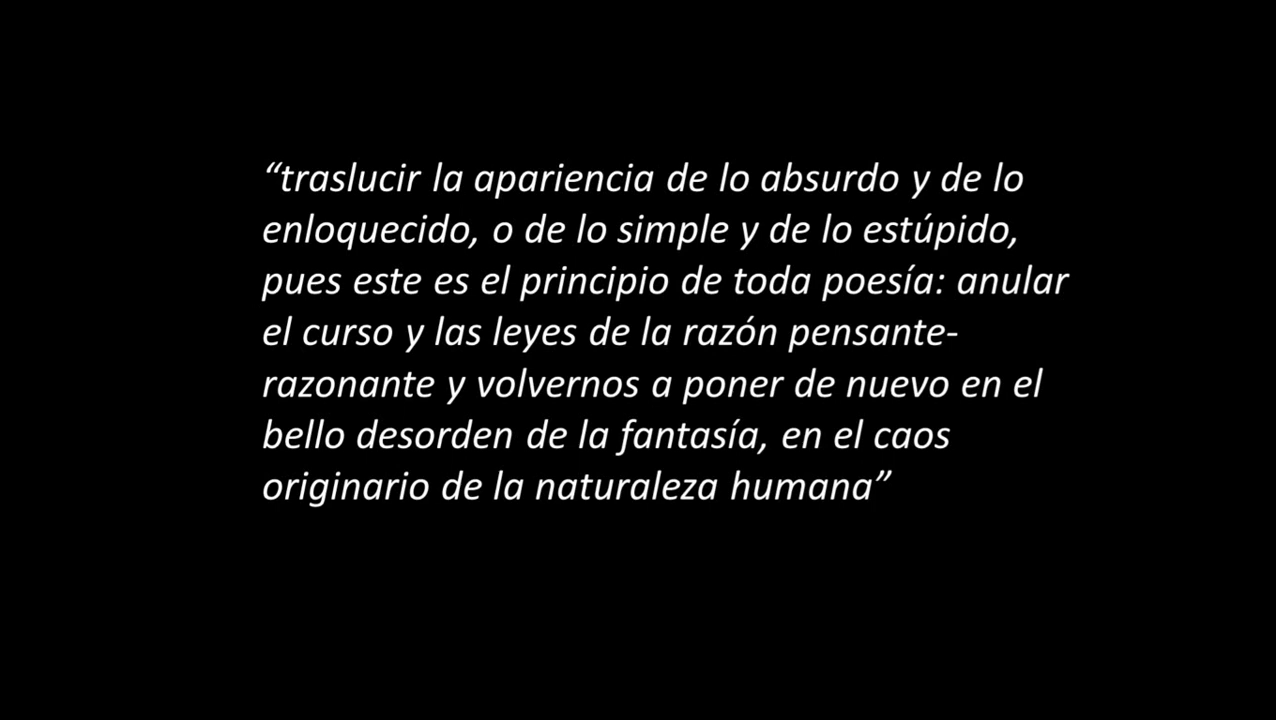 “traslucir la apariencia de lo absurdo y de lo
enloquecido, o de lo simple y de lo estúpido,
pues este es el principio de toda poesía: anular
el curso y las leyes de la razón pensante-
razonante y volvernos a poner de nuevo en el
bello desorden de la fantasía, en el caos
originario de la naturaleza humana”